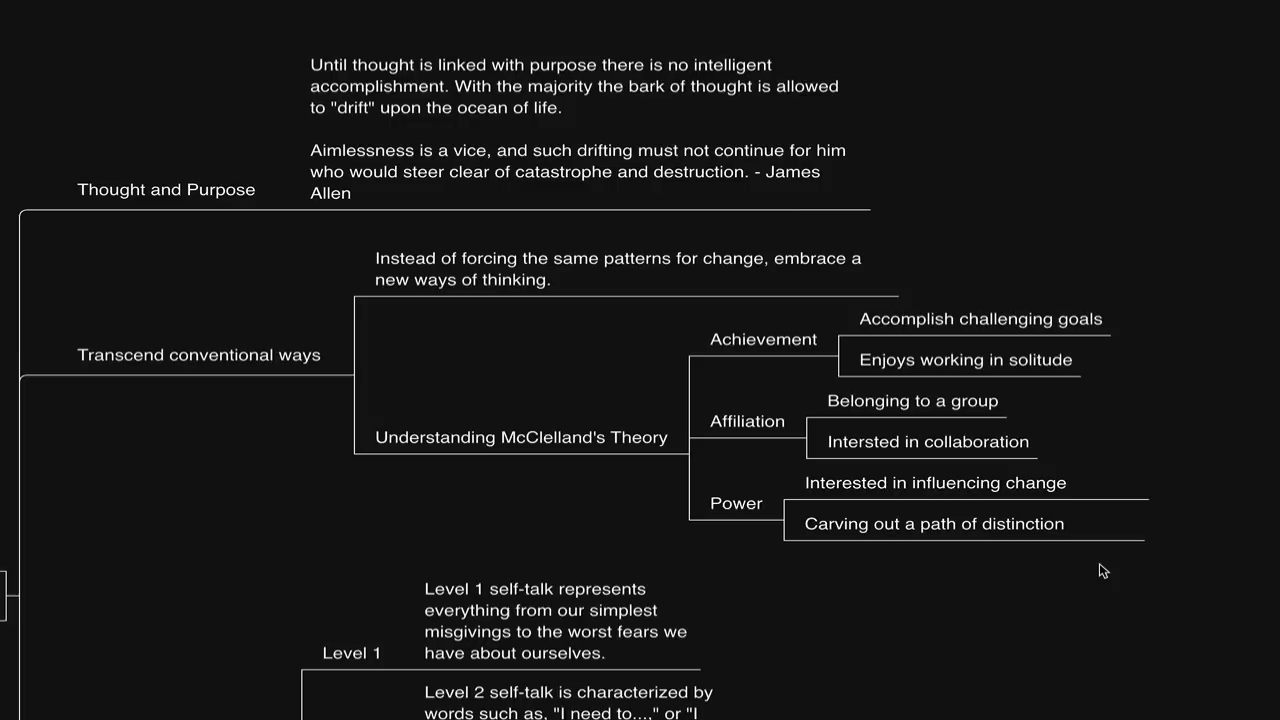 Until thought is linked with purpose there is no intelligent
accomplishment. With the majority the bark of thought is allowed
to "drift" upon the ocean of life.
Aimlessness is a vice, and such drifting must not continue for him
who would steer clear of catastrophe and destruction. - James
Allen
Thought and Purpose
Instead of forcing the same patterns for change, embrace a
new ways of thinking.
Transcend conventional ways
Understanding McClelland's Theory
Achievement
Accomplish challenging goals
Enjoys working in solitude
Affiliation
Belonging to a group
Intersted in collaboration
Power
Interested in influencing change
Carving out a path of distinction
Level 1
Level 1 self-talk represents
everything from our simplest
misgivings to the worst fears we
have about ourselves.
Level 2 self-talk is characterized by
words such as, "I need to...," or "I